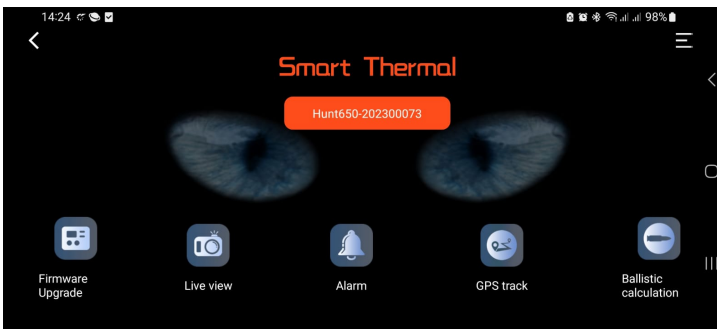 14:24
98%
Smart Thermal
Hunt650-202300073
Firmware
Upgrade
Live view
Alarm
GPS track
Ballistic
calculation